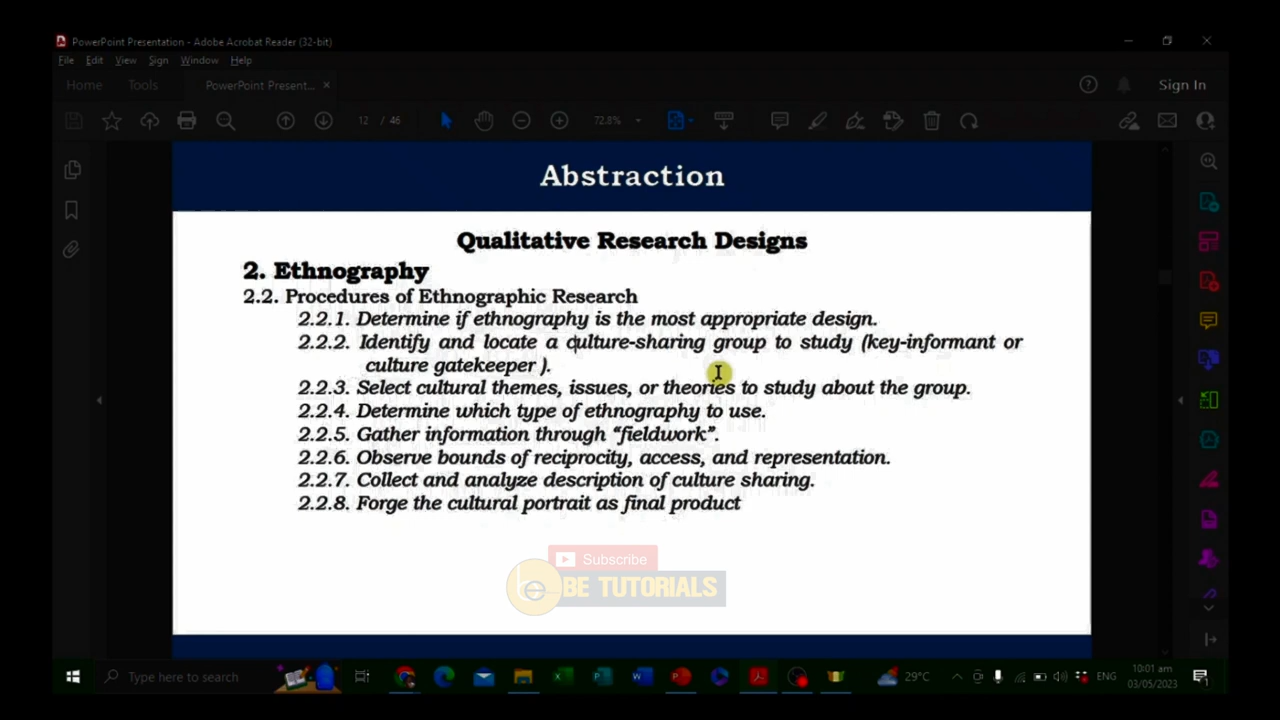 PowerPoint Presentation - Adobe Acrobat Reader (32-bit)
File Edit View Sign Window Help
Home Tools PowerPoint Present... ×
Sign In
12 / 46 72.8%
Abstraction
Qualitative Research Designs
2. Ethnography
2.2. Procedures of Ethnographic Research
2.2.1. Determine if ethnography is the most appropriate design.
2.2.2. Identify and locate a culture-sharing group to study (key-informant or
culture gatekeeper ).
2.2.3. Select cultural themes, issues, or theories to study about the group.
2.2.4. Determine which type of ethnography to use.
2.2.5. Gather information through “fieldwork”.
2.2.6. Observe bounds of reciprocity, access, and representation.
2.2.7. Collect and analyze description of culture sharing.
2.2.8. Forge the cultural portrait as final product
Subscribe
BE TUTORIALS
Type here to search
29°C
ENG
10:01 am
03/05/2023